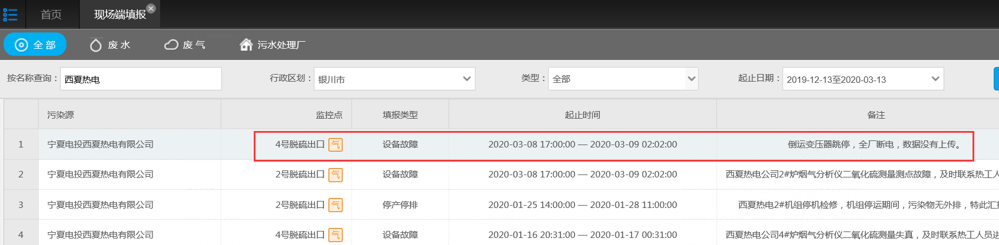 首页 现场端填报
全部 废水 废气 污水处理厂
按名称查询： 西夏热电 行政区划： 银川市 类型： 全部 起止日期： 2019-12-13至2020-03-13
污染源 监控点 填报类型 起止时间 备注
1 宁夏电投西夏热电有限公司 4号脱硫出口 气 设备故障 2020-03-08 17:00:00 — 2020-03-09 02:02:00 倒运变压器跳停，全厂断电，数据没有上传。
2 宁夏电投西夏热电有限公司 2号脱硫出口 气 设备故障 2020-03-08 17:00:00 — 2020-03-09 02:02:00 西夏热电公司2#炉烟气分析仪二氧化硫测量测点故障，及时联系热工人
3 宁夏电投西夏热电有限公司 2号脱硫出口 气 停产停排 2020-01-25 14:00:00 — 2020-01-28 11:00:00 西夏热电2#机组停机检修，机组停运期间，污染物无外排，特此汇
4 宁夏电投西夏热电有限公司 4号脱硫出口 气 设备故障 2020-01-16 20:31:00 — 2020-01-17 00:31:00 西夏热电公司4#炉烟气分析仪二氧化硫测量失真，及时联系热工人员进